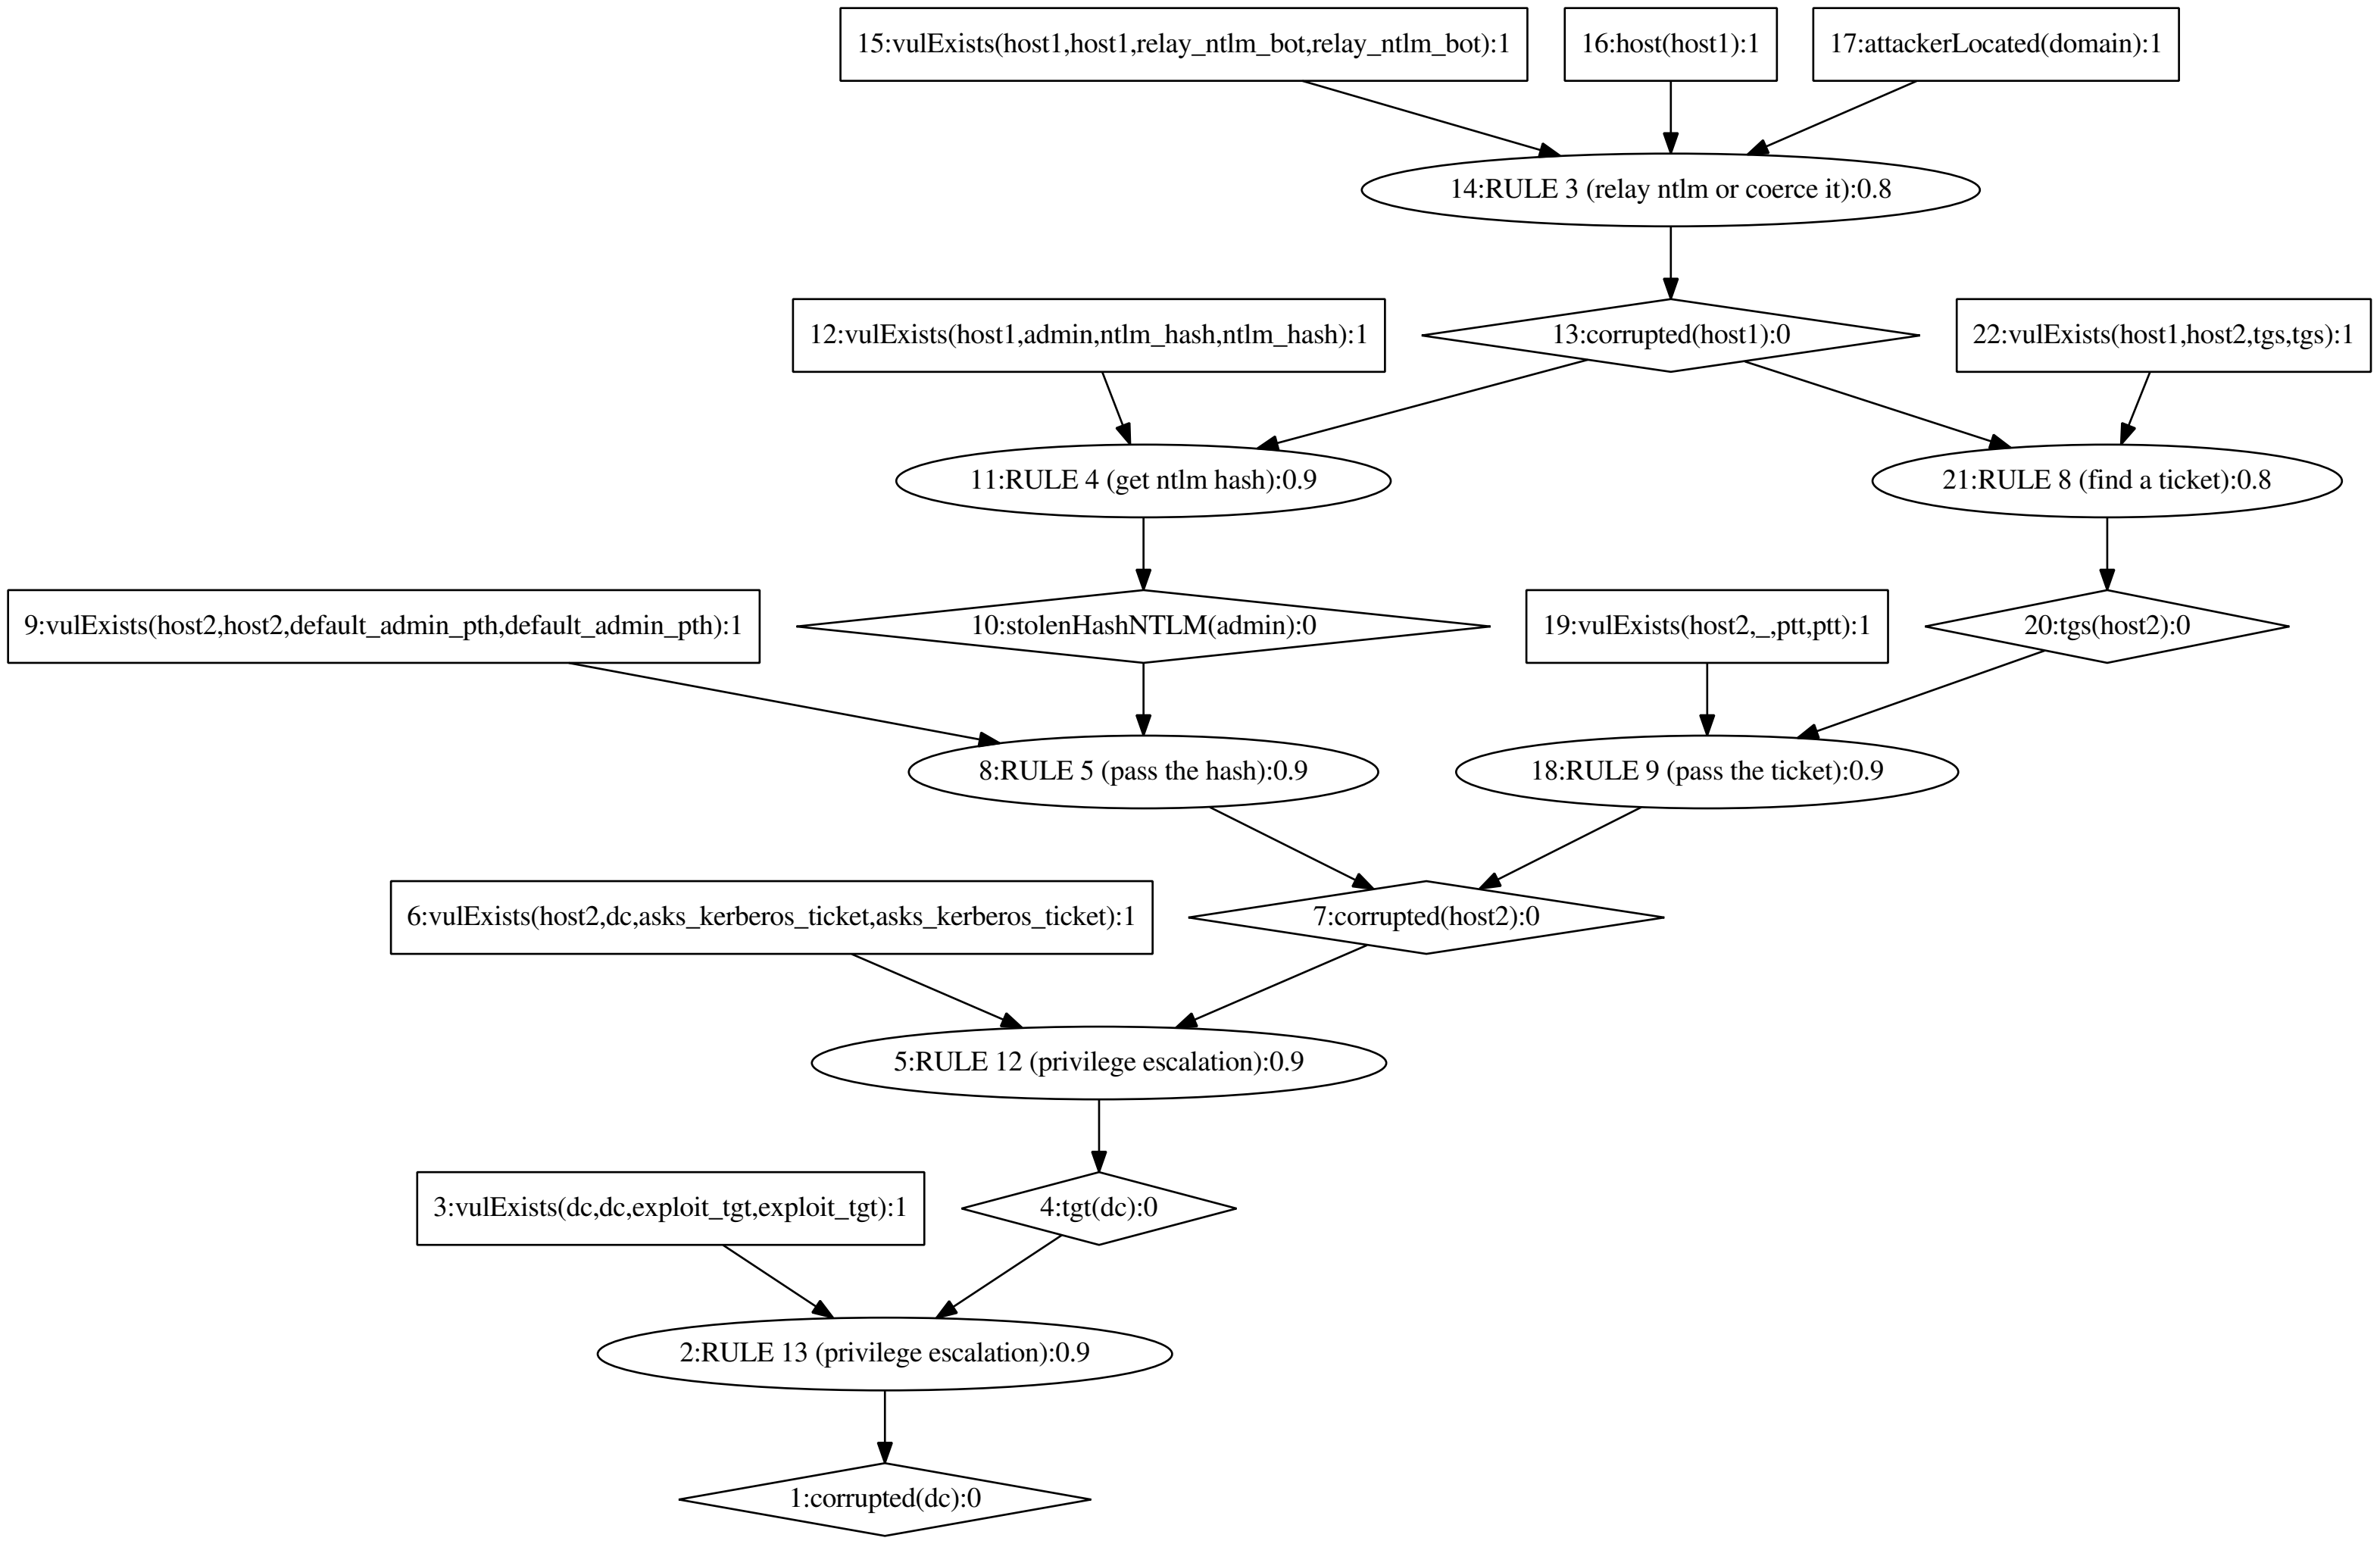 15:vulExists(host1,host1,relay_ntlm_bot,relay_ntlm_bot):1
16:host(host1):1
17:attackerLocated(domain):1
14:RULE 3 (relay ntlm or coerce it):0.8
12:vulExists(host1,admin,ntlm_hash,ntlm_hash):1
13:corrupted(host1):0
22:vulExists(host1,host2,tgs,tgs):1
11:RULE 4 (get ntlm hash):0.9
21:RULE 8 (find a ticket):0.8
9:vulExists(host2,host2,default_admin_pth,default_admin_pth):1
10:stolenHashNTLM(admin):0
19:vulExists(host2,_,ptt,ptt):1
20:tgs(host2):0
8:RULE 5 (pass the hash):0.9
18:RULE 9 (pass the ticket):0.9
6:vulExists(host2,dc,asks_kerberos_ticket,asks_kerberos_ticket):1
7:corrupted(host2):0
5:RULE 12 (privilege escalation):0.9
3:vulExists(dc,dc,exploit_tgt,exploit_tgt):1
4:tgt(dc):0
2:RULE 13 (privilege escalation):0.9
1:corrupted(dc):0